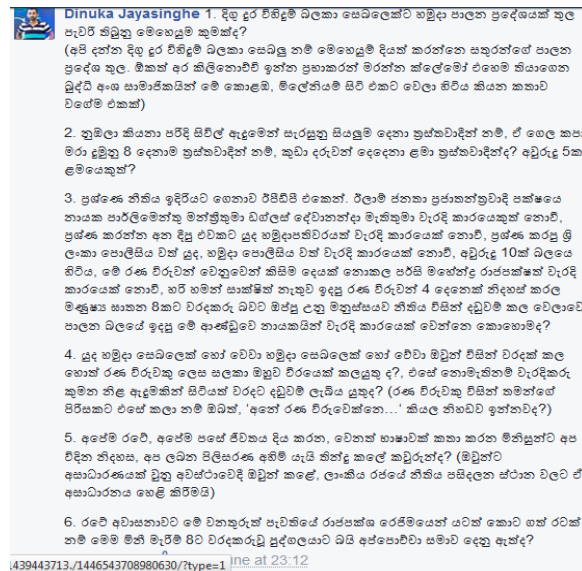 Dinuka Jayasinghe 1. දිගු දුර විහිදුම් බලකා සෙබලෙක්ට හමුදා පාලන ප්‍රදේශයක් තුල
පැවරී තිබුනු මෙහෙයුම කුමක්ද?
(අපි දන්න දිගු දුර විහිදුම් බලකා සෙබලු නම් මෙහෙයුම් දියත් කරන්නෙ සතුරන්ගේ පාලන
ප්‍රදේශ තුල. ඕකත් අර කිලිනොච්චි ඉන්න ප්‍රභාකරන් මරන්න ක්ලේමෝ එහෙම තියාගෙන
බුද්ධි අංශ සාමාජිකයින් මේ කොළඹ, මිලේනියම් සිටි එකට වෙලා හිටිය කියන කතාව
වගේම එකක්)
2. නුඹලා කියනා පරිදි සිවිල් ඇදුමෙන් සැරසුනු සියලුම දෙනා ත්‍රස්තවාදීන් නම්, ඒ ගෙල කපා
මරා දුමුනු 8 දෙනාම ත්‍රස්තවාදීන් නම්, කුඩා දරුවන් දෙදෙනා ළමා ත්‍රස්තවාදීන්ද? අවුරුදු 5ක
ළමයෙකුත්?
3. ප්‍රශ්ණෙ නීතිය ඉදිරියට ගෙනාව ඊපීඩීපී එකෙන්. ඊලාම් ජනතා ප්‍රජාතන්ත්‍රවාදී පක්ෂයෙ
නායක පාර්ලිමේන්තු මන්ත්‍රීතුමා ඩග්ලස් දේවානන්දා මැතිතුමා වැරදි කාරයෙකුත් නොවි,
ප්‍රශ්ණ කරන්න අන දිපු එවකට යුද හමුදාපතිවරයත් වැරදි කාරයෙක් නොවි, ප්‍රශ්ණ කරපු ශ්‍රි
ලංකා පොලීසිය වත් යුද, හමුදා පොලීසිය වත් වැරදි කාරයෙක් නොවි, අවුරුදු 10ක් බලයෙ
හිටිය, මේ රණ විරුවන් වෙනුවෙන් කිසිම දෙයක් නොකල පර්සි මහේන්ද්‍ර රාජපක්ෂත් වැරදි
කාරයෙක් නොවි, හරි හමන් සාක්ෂිත් නැතුව ඉදපු රණ විරුවන් 4 දෙනෙක් නිදහස් කරල
මණුෂ්‍ය ඝාතන 8කට වරදකරු බවට ඔප්පු උනු මනුස්සයව නීතිය විසින් දඩුවම් කල වෙලාවෙ
පාලන බලයේ ඉදපු මේ ආණ්ඩුවෙ නායකයින් වැරදි කාරයෙක් වෙන්නෙ කොහොමද?
4. යුද හමුදා සෙබලෙක් හෝ වේවා හමුදා සෙබලෙක් හෝ වේවා ඔවුන් විසින් වරදක් කල
හොත් රණ විරුවකු ලෙස සලකා ඔහුව වීරයෙක් කලයුතු ද?, එසේ නොමැතිනම් වැරදිකරු
කුමන නිළ ඇදුමකින් සිටියත් වරදට දඩුවම් ලැබිය යුතුද? (රණ විරුවකු විසින් තමන්ගේ
පිරිසකට එසේ කලා නම් ඔබත්, ‘අනේ රණ විරුවෙක්නෙ...’ කියල නිහඩව ඉන්නවද?)
5. අපේම රටේ, අපේම පසේ ජීවනය දිය කරන, වෙනත් භාෂාවක් කතා කරන මිනිසුන්ට අප
විදින නිදහස, අප ලබන පිලිසරණ අහිමි යැයි තින්දු කලේ කවුරුන්ද? (ඔවුන්ට
අසාධාරණයක් වුනු අවස්ථාවෙදී ඔවුන් කළේ, ලාංකීය රජයේ නීතිය පසිඳලන ස්ථාන වලට ඒ
අසාධාරනය හෙළි කිරීමයි)
6. රටේ අවාසනාවට මේ වනතුරුත් පැවතියේ රාජපක්ෂ රෙජිමයෙන් යටත් කොට ගත් රටක්
නම් මෙම මිනී මැරීම් 8ට වරදකරුවූ පුද්ගලයාට බයි අප්පොච්චා සමාව දෙනු ඇත්ද?
1439443713./1446543708980630/?type=1 ne at 23:12